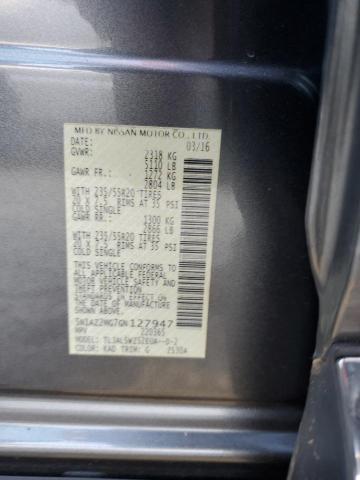 MFD BY NISSAN MOTOR CO., LTD.
DATE: 03/16
GVWR: 2318 KG
5110 LB
GAWR FR: 1272 KG
2804 LB
WITH 235/55R20 TIRES
20 X 7.5 RIMS AT 35 PSI
COLD SINGLE
GAWR RR: 1300 KG
2866 LB
WITH 235/55R20 TIRES
20 X 7.5 RIMS AT 35 PSI
COLD SINGLE
THIS VEHICLE CONFORMS TO ALL
APPLICABLE FEDERAL MOTOR
VEHICLE SAFETY AND
THEFT PREVENTION
STANDARDS IN EFFECT
ON THE DATE OF
MANUFACTURE SHOWN ABOVE.
5N1AZ2MG7GN127947
MPV 220365
MODEL:
COLOR: KAD TRIM: G